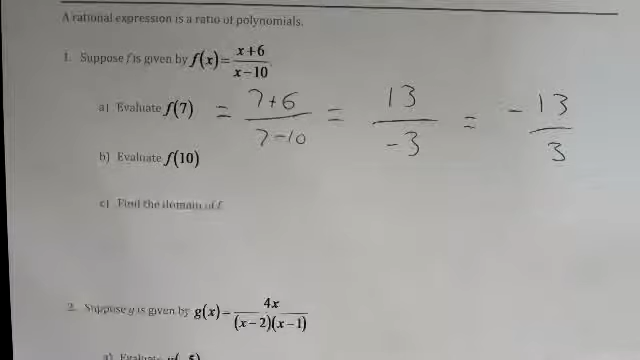 A rational expression is a ratio of polynomials.
1. Suppose f is given by f(x) = (x+6)/(x−10).
a) Evaluate f(7) = (7+6)/(7−10) = 13/−3 = −13/3
b) Evaluate f(10)
c) Find the domain of f
2. Suppose g is given by g(x) = 4x/((x−2)(x−1))
a) Evaluate